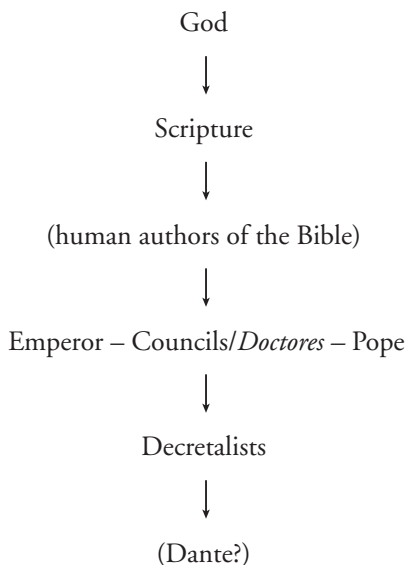 God
Scripture
(human authors of the Bible)
Emperor – Councils/Doctores – Pope
Decretalists
(Dante?)